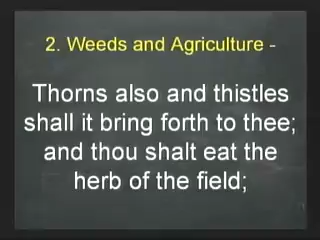 2. Weeds and Agriculture -
Thorns also and thistles
shall it bring forth to thee;
and thou shalt eat the
herb of the field;